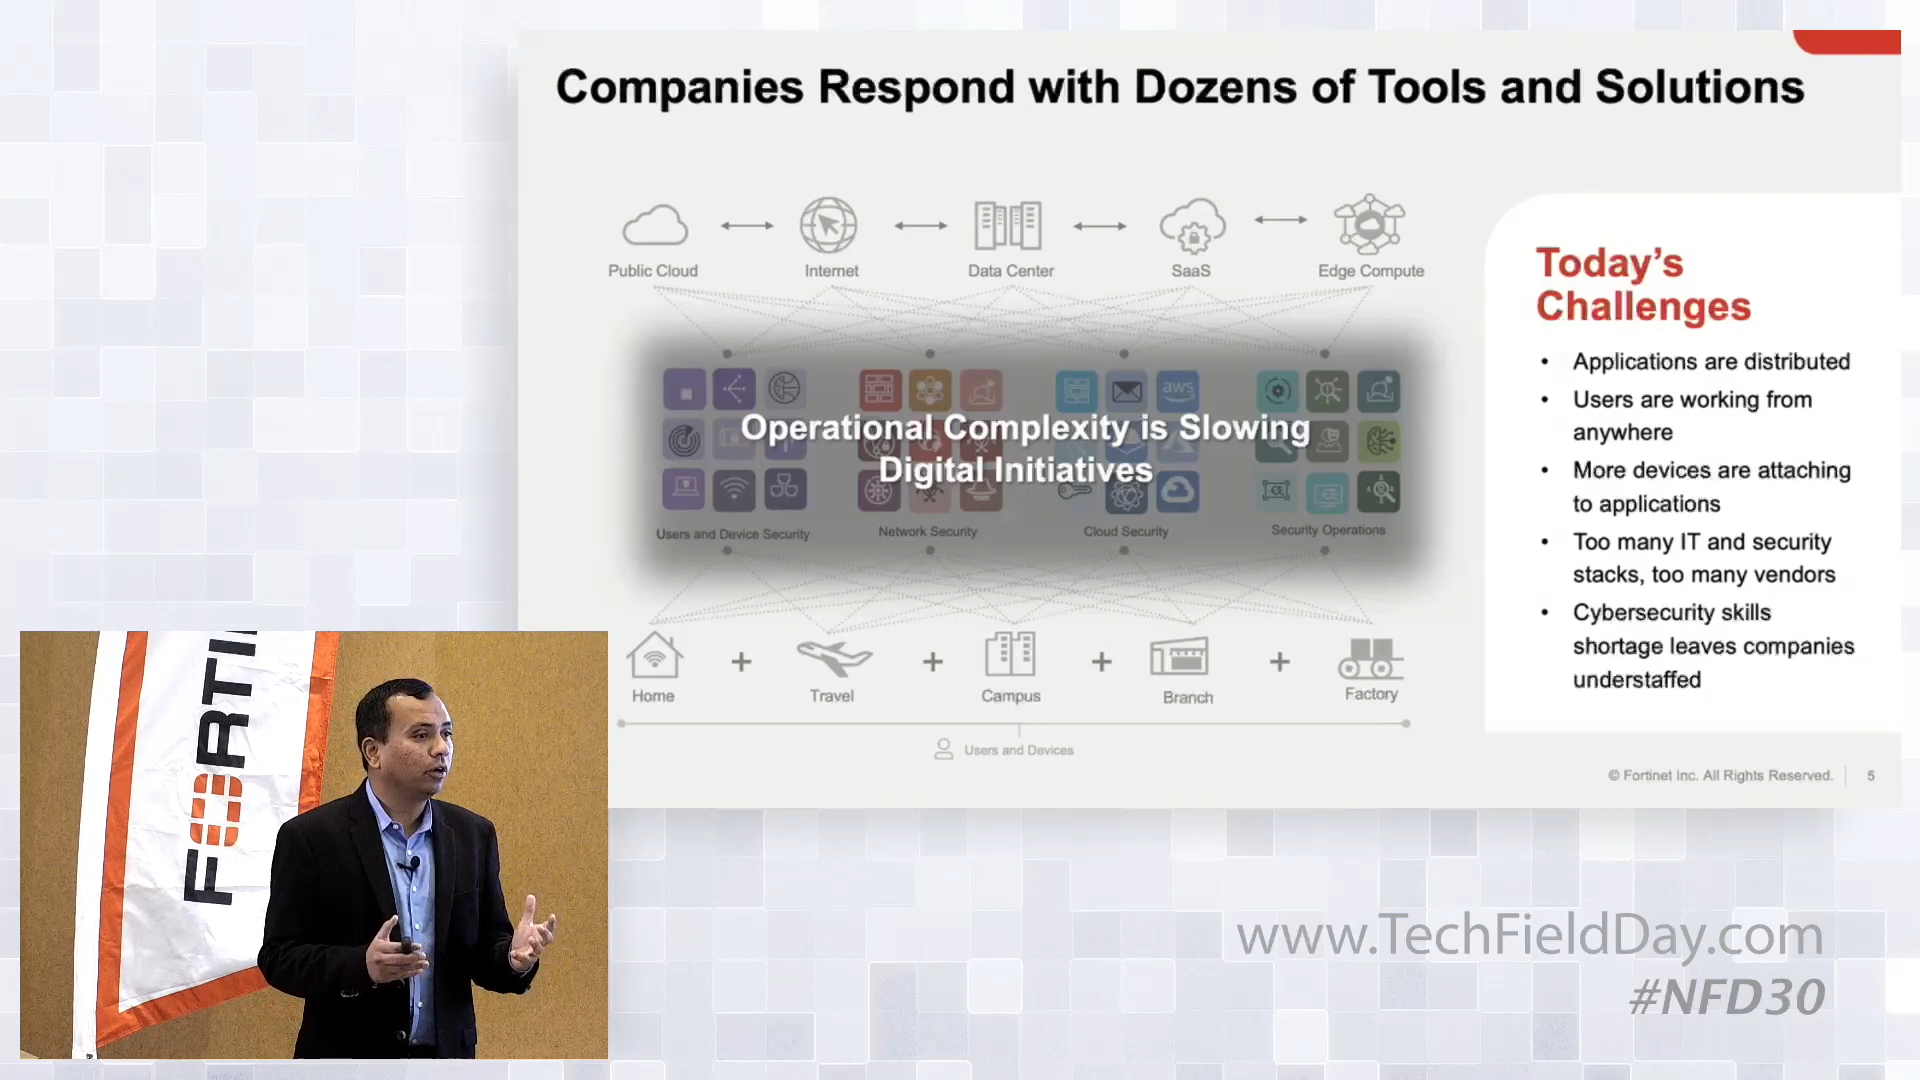 Companies Respond with Dozens of Tools and Solutions
Public Cloud
Internet
Data Center
SaaS
Edge Compute
aws
Operational Complexity is Slowing
Digital Initiatives
Users and Device Security
Network Security
Cloud Security
Security Operations
Home
+
Travel
+
Campus
+
Branch
+
Factory
Users and Devices
Today's
Challenges
• Applications are distributed
• Users are working from
anywhere
• More devices are attaching
to applications
• Too many IT and security
stacks, too many vendors
• Cybersecurity skills
shortage leaves companies
understaffed
© Fortinet Inc. All Rights Reserved.
5
FORTIN
www.TechFieldDay.com
#NFD30